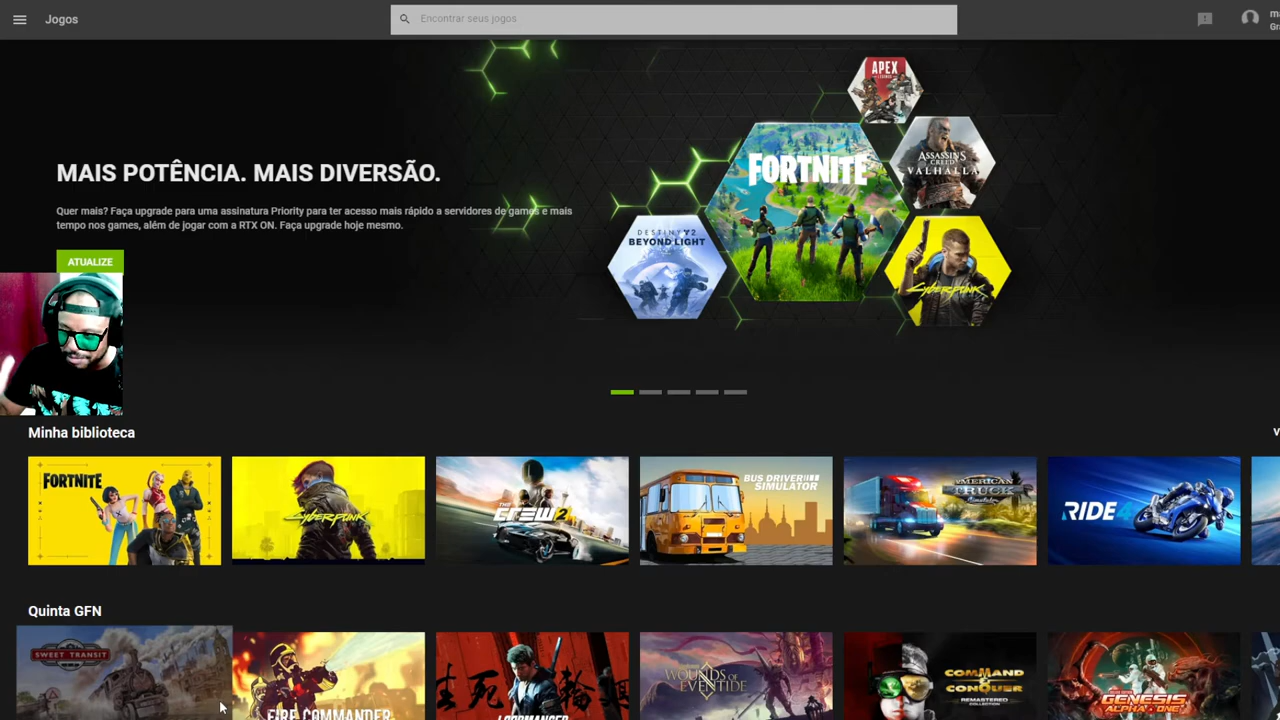 Jogos
Encontrar seus jogos
m
Gra
APEX
FORTNITE
ASSASSIN'S
CREED
VALHALLA
MAIS POTÊNCIA. MAIS DIVERSÃO.
Quer mais? Faça upgrade para uma assinatura Priority para ter acesso mais rápido a servidores de games e mais
tempo nos games, além de jogar com a RTX ON. Faça upgrade hoje mesmo.
DESTINY 2
BEYOND LIGHT
ATUALIZE
CYBERPUNK
Minha biblioteca
V
FORTNITE
CYBERPUNK
THE
CREW 2
BUS DRIVER
SIMULATOR
AMERICAN
TRUCK
Simulator
RIDE 4
Quinta GFN
SWEET TRANSIT
FIRE COMMANDER
LOOPMANCER
WOUNDS OF
EVENTIDE
COMMAND
& CONQUER
REMASTERED
COLLECTION
GENESIS
ALPHA ONE